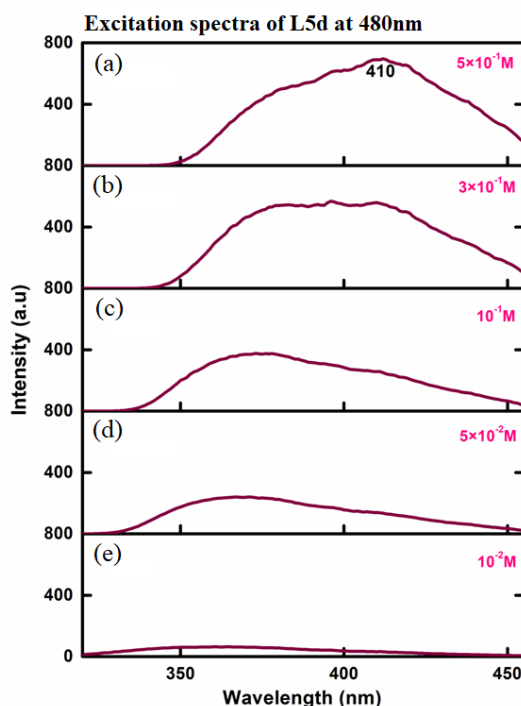 Excitation spectra of L5d at 480nm
800
(a)
5×10⁻¹M
410
400
800
(b)
3×10⁻¹M
400
800
(c)
10⁻¹M
400
800
(d)
5×10⁻²M
400
800
(e)
10⁻²M
400
0
350
400
450
Intensity (a.u)
Wavelength (nm)